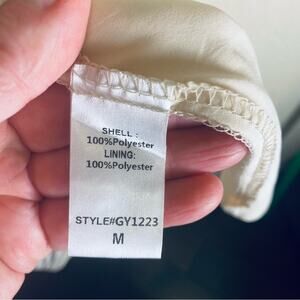 SHELL :
100%Polyester
LINING:
100%Polyester
STYLE#GY1223
M